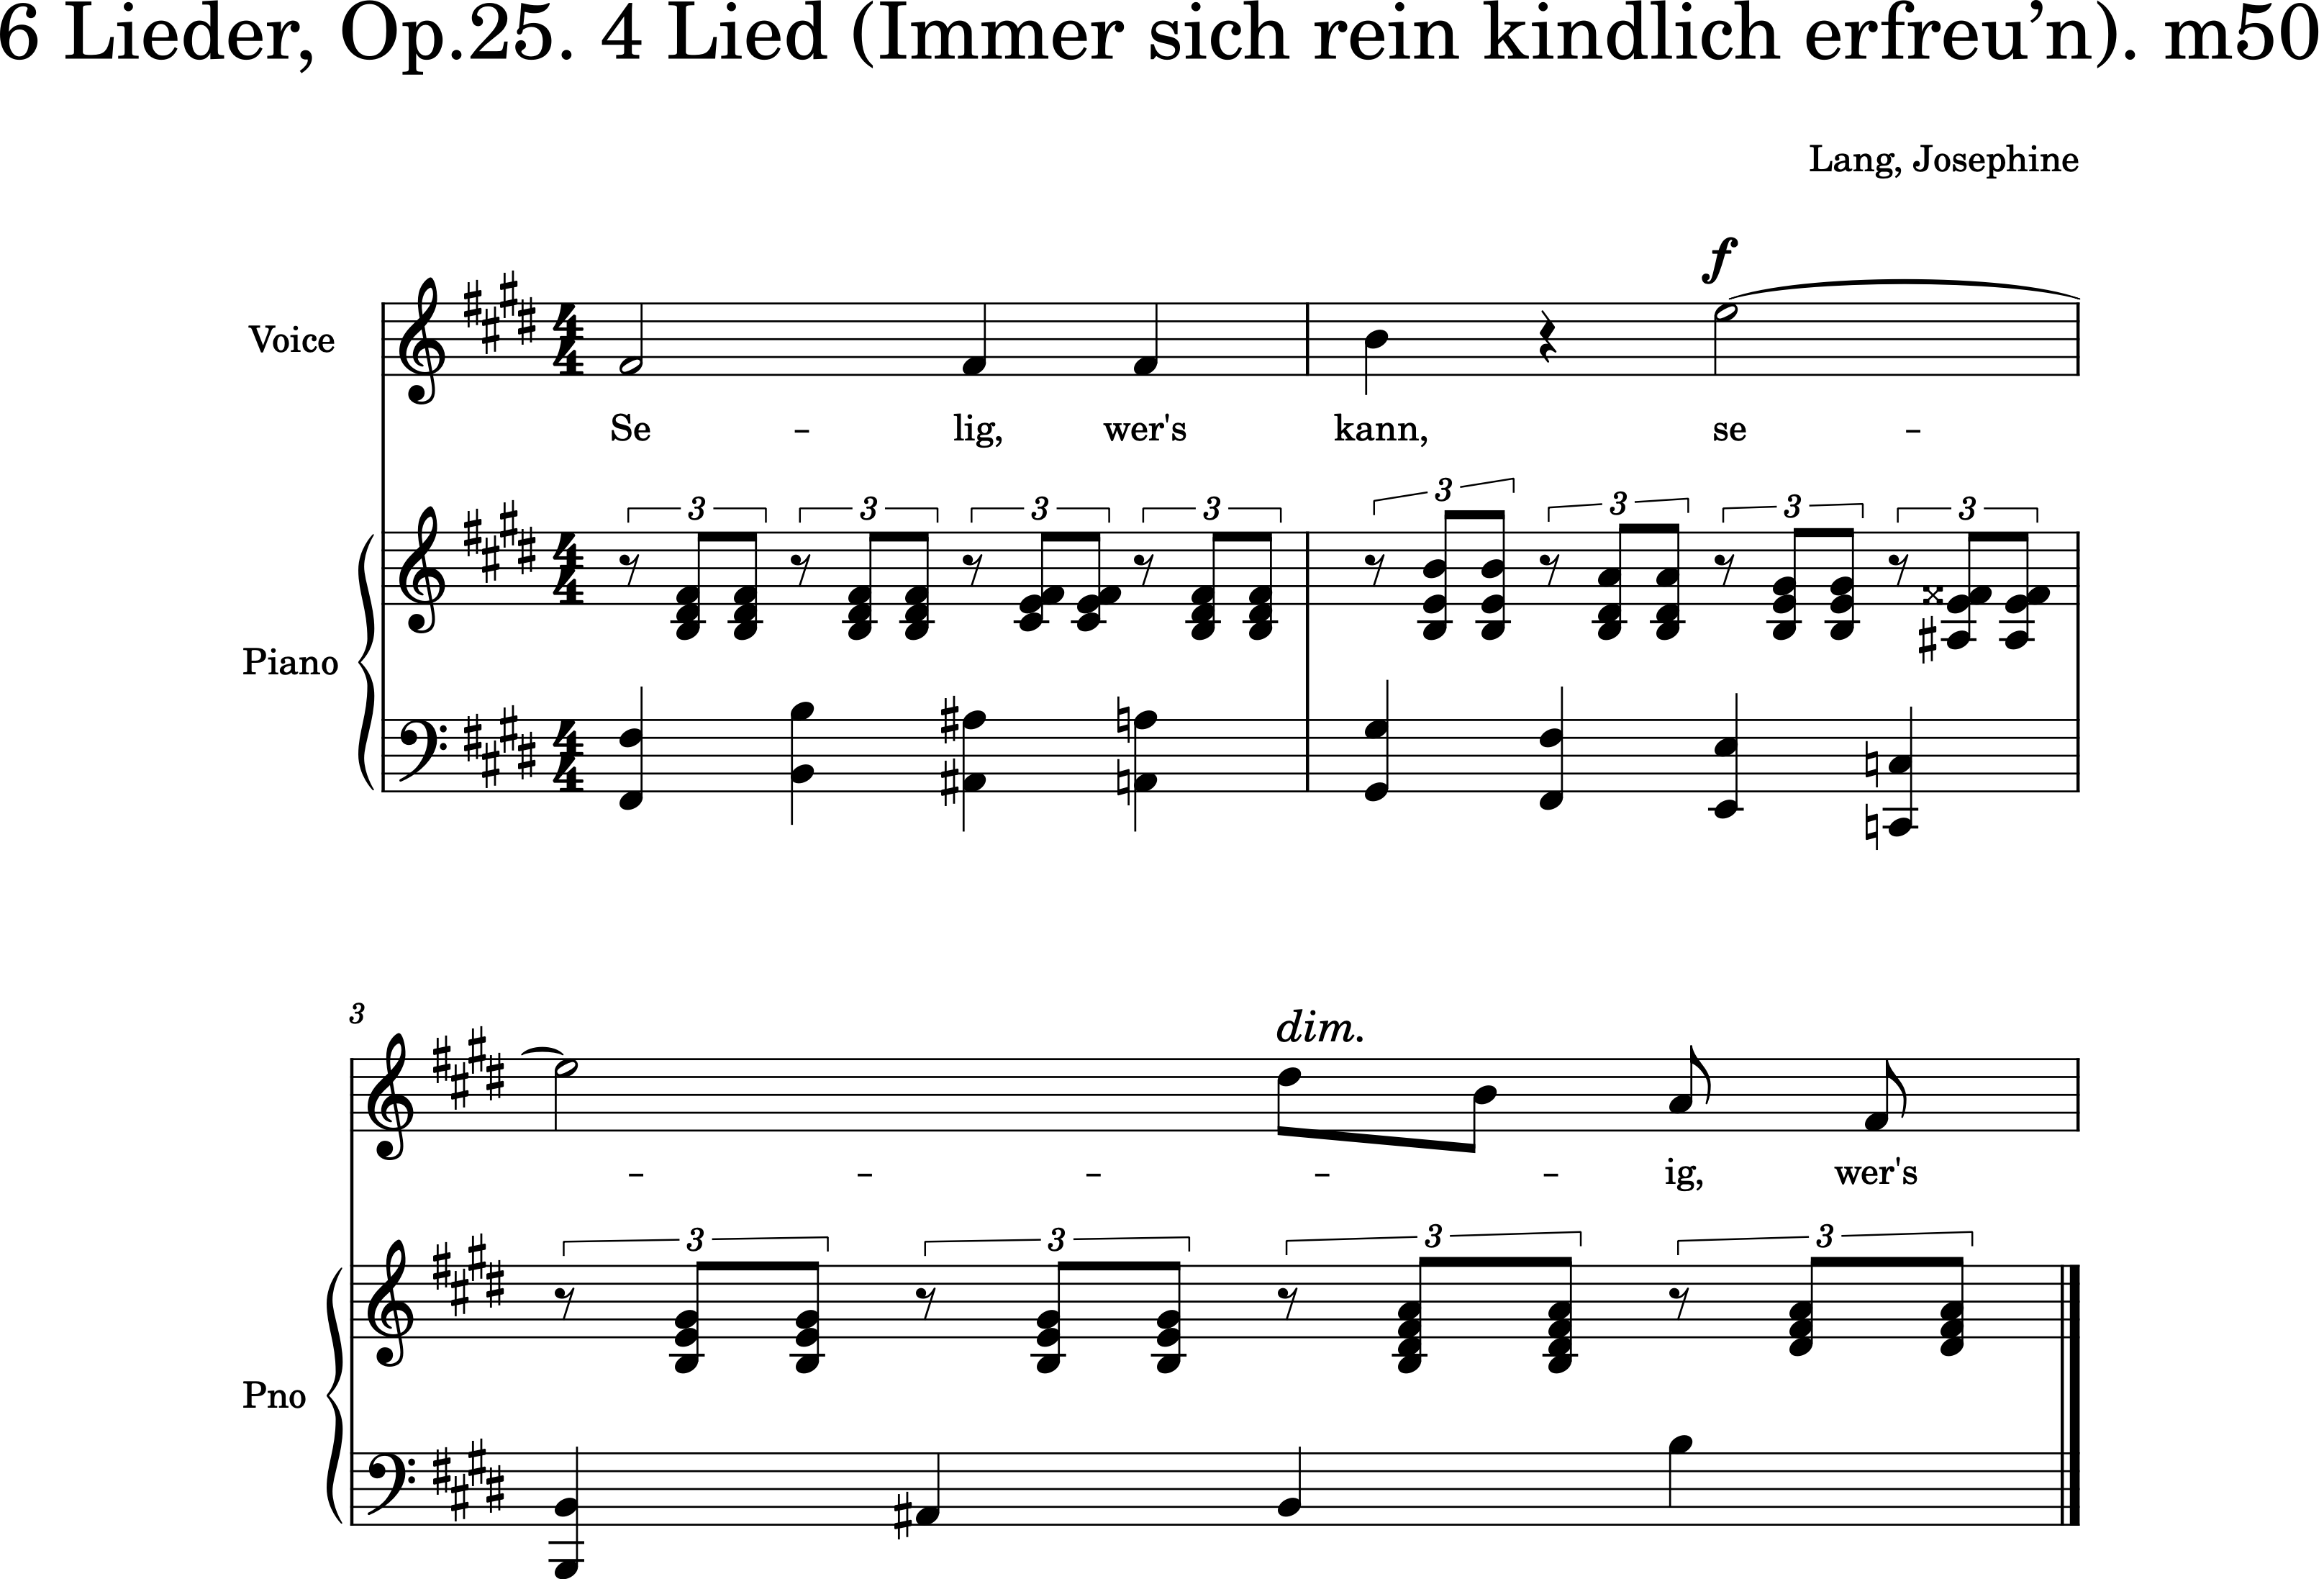 6 Lieder, Op.25. 4 Lied (Immer sich rein kindlich erfreu’n). m50
Lang, Josephine
f
Voice
Se - lig, wer's kann, se -
3 3 3 3 3 3 3 3
Piano
3
dim.
- - - - - ig, wer's
3 3 3 3
Pno